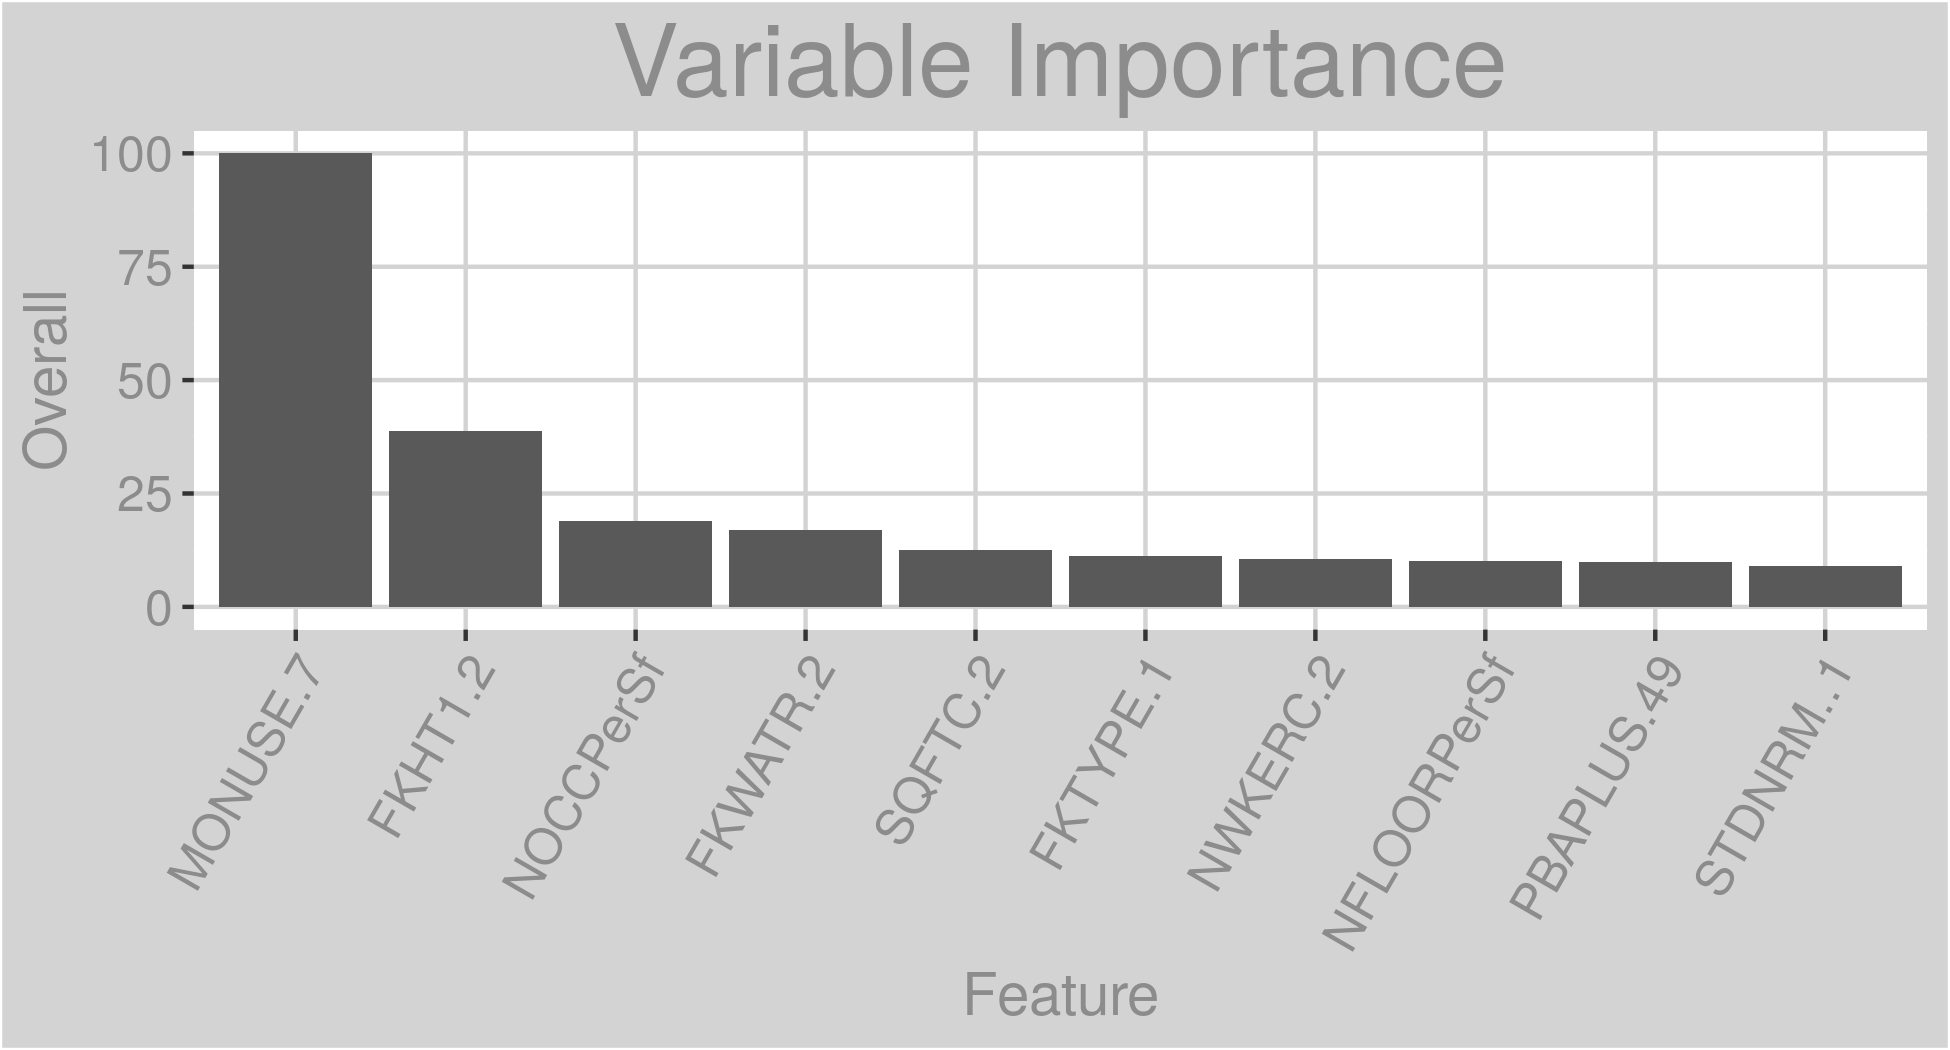 Variable Importance
Overall
100
75
50
25
0
MONUSE.7
FKHT1.2
NOCCPerSf
FKWATR.2
SQFTC.2
FKTYPE.1
NWKERC.2
NFLOORPerSf
PBAPLUS.49
STDNRM..1
Feature